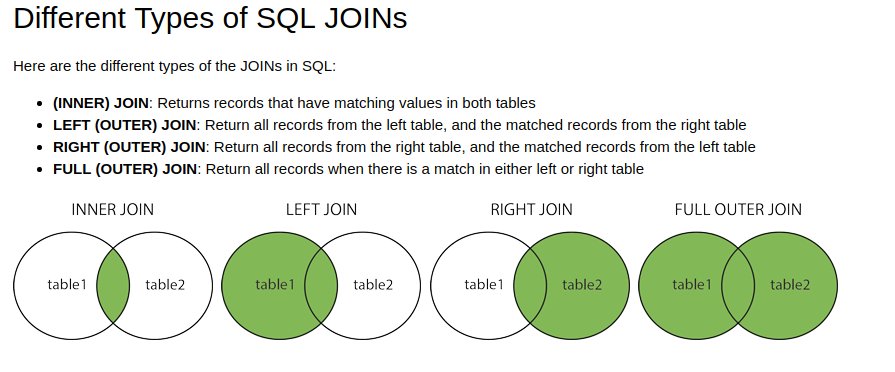 Different Types of SQL JOINs
Here are the different types of the JOINs in SQL:
• (INNER) JOIN: Returns records that have matching values in both tables
• LEFT (OUTER) JOIN: Return all records from the left table, and the matched records from the right table
• RIGHT (OUTER) JOIN: Return all records from the right table, and the matched records from the left table
• FULL (OUTER) JOIN: Return all records when there is a match in either left or right table
INNER JOIN
table1
table2
LEFT JOIN
table1
table2
RIGHT JOIN
table1
table2
FULL OUTER JOIN
table1
table2